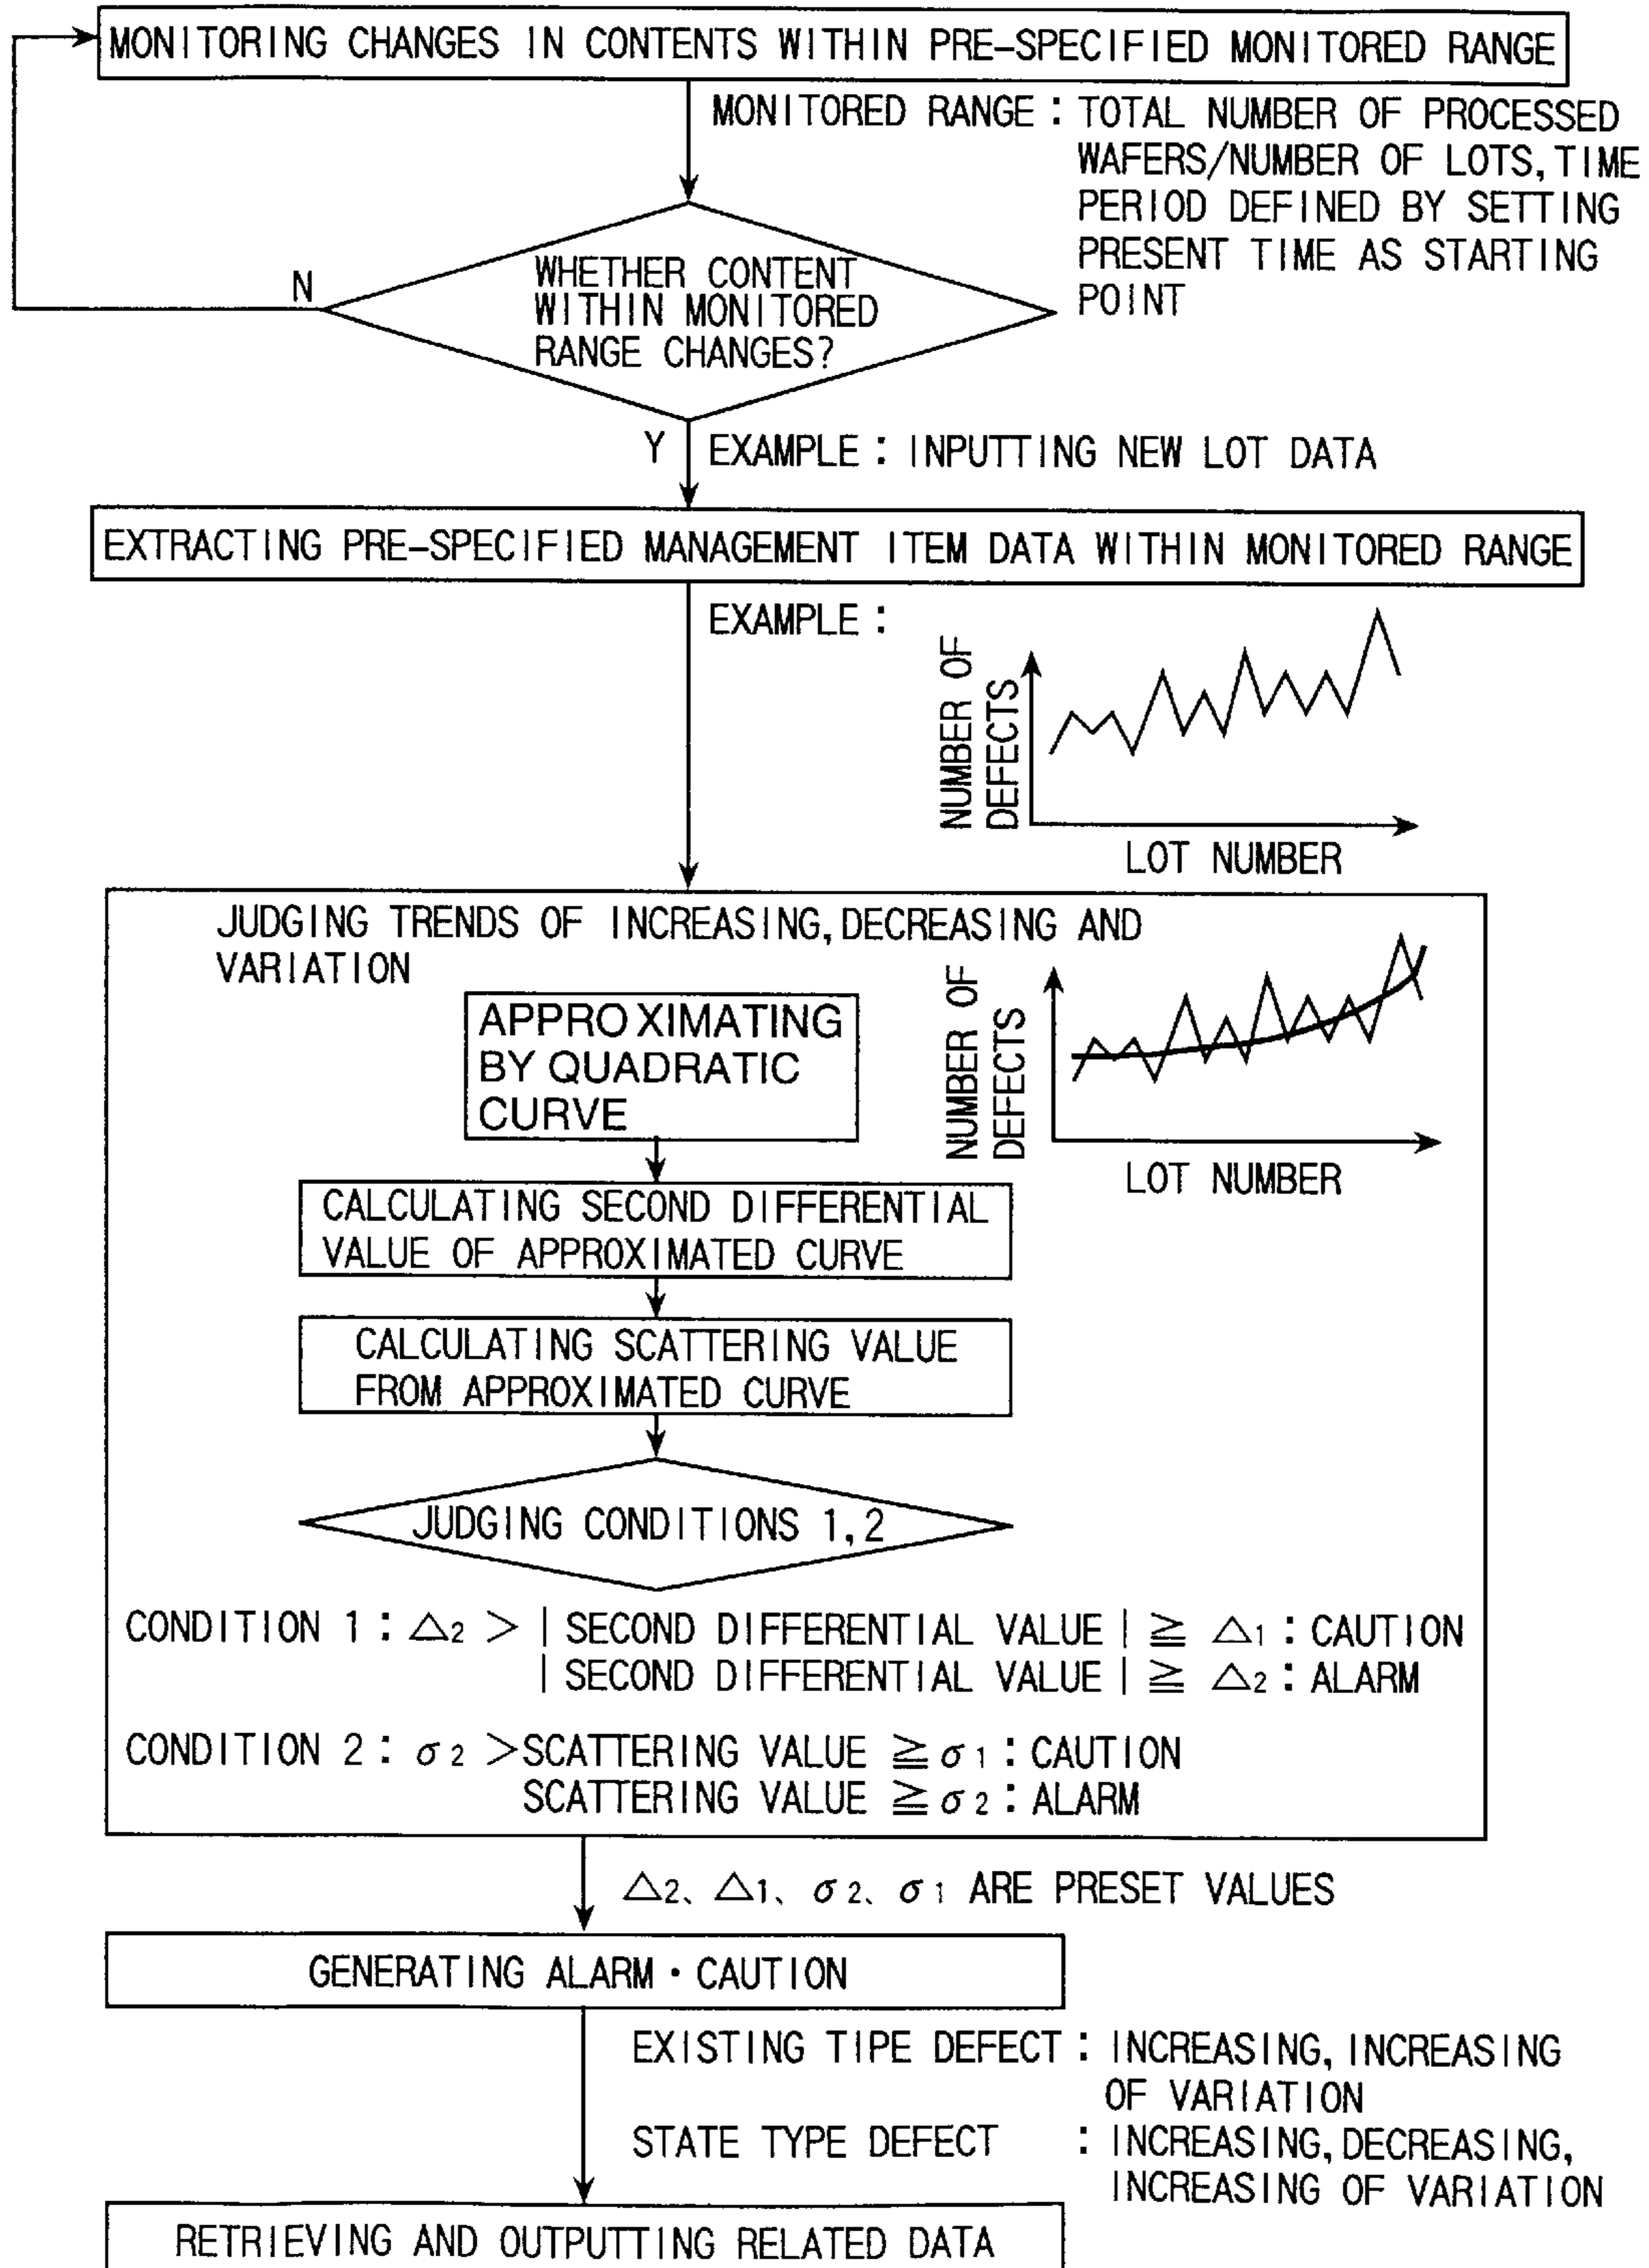 MONITORING CHANGES IN CONTENTS WITHIN PRE-SPECIFIED MONITORED RANGE
MONITORED RANGE : TOTAL NUMBER OF PROCESSED
WAFERS/NUMBER OF LOTS, TIME
PERIOD DEFINED BY SETTING
PRESENT TIME AS STARTING
POINT
N
WHETHER CONTENT
WITHIN MONITORED
RANGE CHANGES?
Y
EXAMPLE : INPUTTING NEW LOT DATA
EXTRACTING PRE-SPECIFIED MANAGEMENT ITEM DATA WITHIN MONITORED RANGE
EXAMPLE :
NUMBER OF
DEFECTS
LOT NUMBER
JUDGING TRENDS OF INCREASING, DECREASING AND
VARIATION
NUMBER OF
DEFECTS
LOT NUMBER
APPRO XIMATING
BY QUADRATIC
CURVE
CALCULATING SECOND DIFFERENTIAL
VALUE OF APPROXIMATED CURVE
CALCULATING SCATTERING VALUE
FROM APPROXIMATED CURVE
JUDGING CONDITIONS 1, 2
CONDITION 1 : △2 > | SECOND DIFFERENTIAL VALUE | ≧ △1 : CAUTION
| SECOND DIFFERENTIAL VALUE | ≧ △2 : ALARM
CONDITION 2 : σ2 > SCATTERING VALUE ≧ σ1 : CAUTION
SCATTERING VALUE ≧ σ2 : ALARM
△2、△1、σ2、σ1 ARE PRESET VALUES
GENERATING ALARM・CAUTION
EXISTING TIPE DEFECT : INCREASING, INCREASING
OF VARIATION
STATE TYPE DEFECT : INCREASING, DECREASING,
INCREASING OF VARIATION
RETRIEVING AND OUTPUTTING RELATED DATA